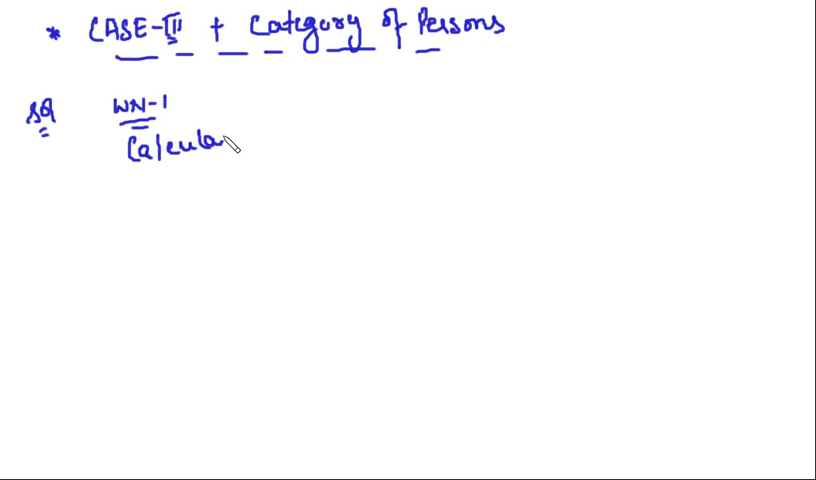 * CASE-III + Category of Persons
SQ WN-1
Calcula